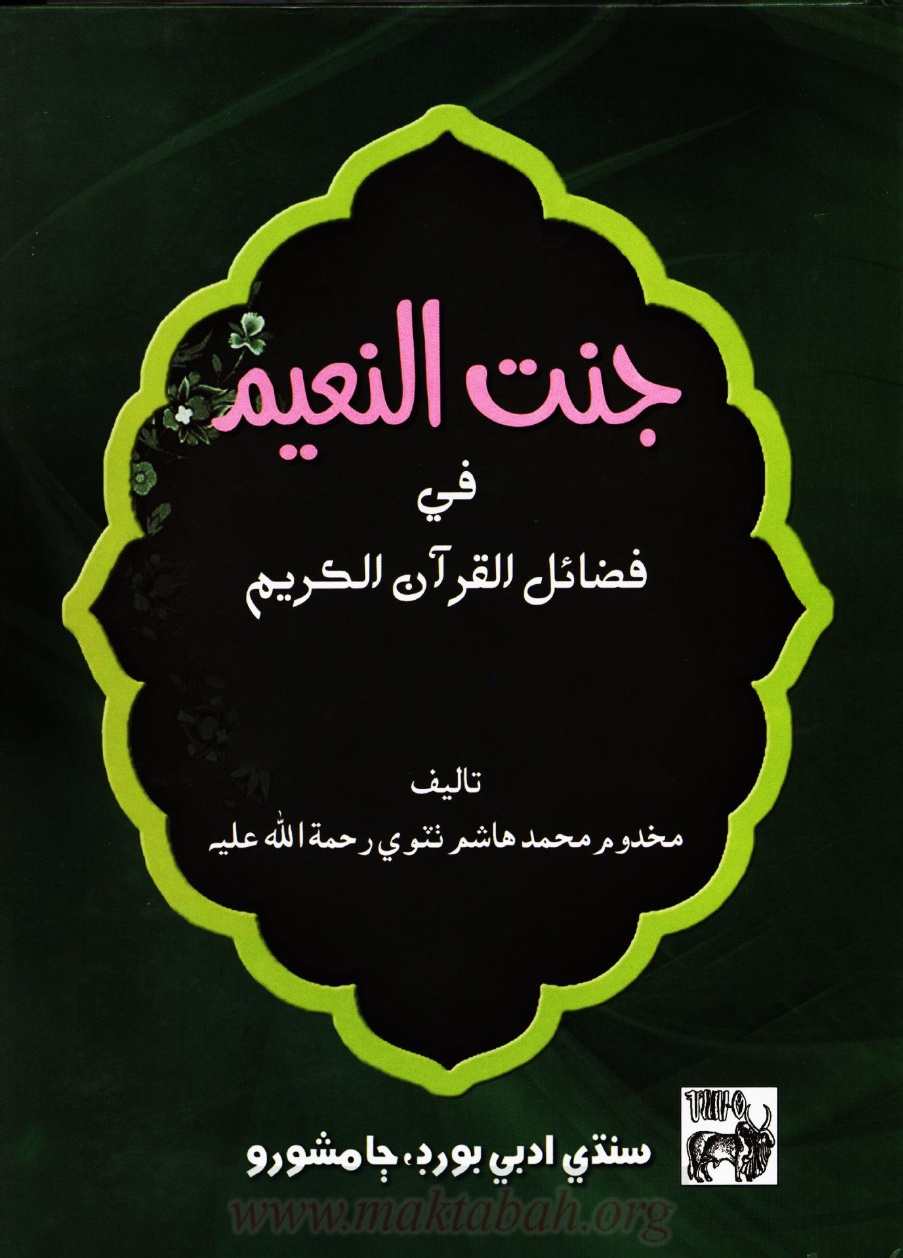 جنت النعيم
في
فضائل القرآن الكريم
تاليف
مخدوم محمد هاشم ٺٽوي رحمة الله عليه
سنڌي ادبي بورڊ، ڄامشورو
www.maktabah.org